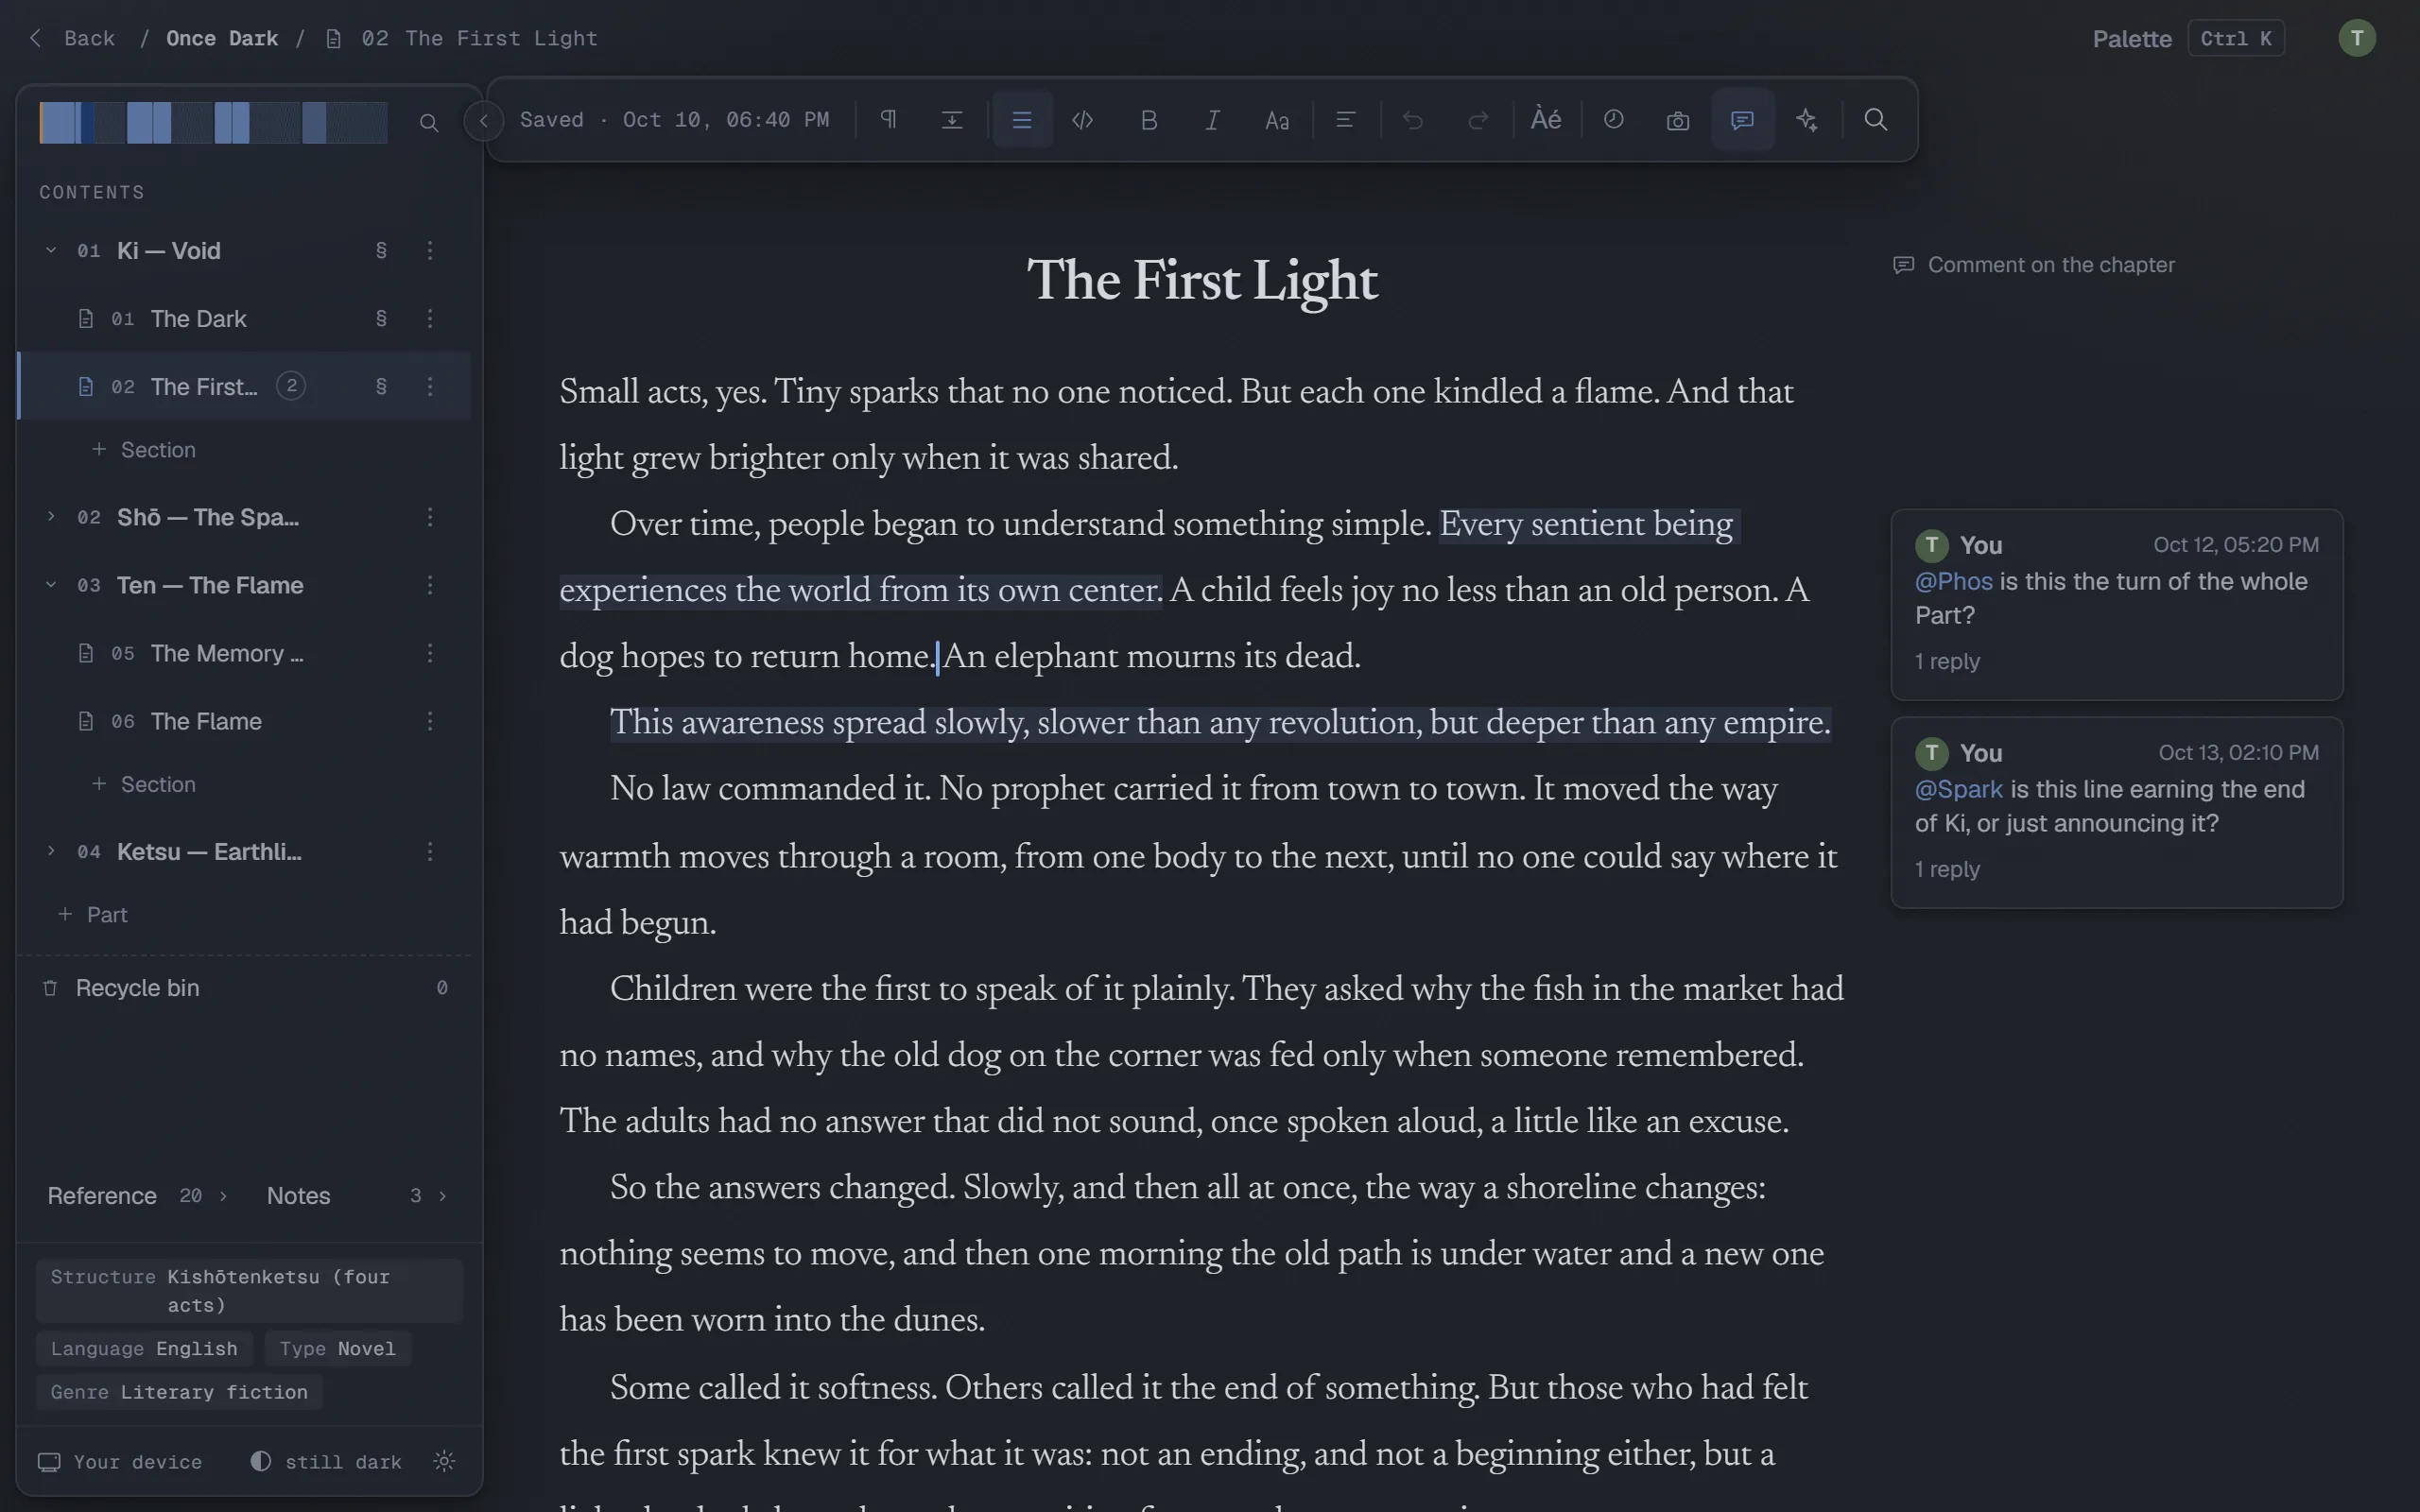 Back / Once Dark / 02 The First Light
Palette Ctrl K T
Saved · Oct 10, 06:40 PM
Aa
Àé
CONTENTS
01 Ki — Void §
01 The Dark §
02 The First… 2 §
+ Section
02 Shō — The Spa…
03 Ten — The Flame
05 The Memory …
06 The Flame
+ Section
04 Ketsu — Earthli…
+ Part
Recycle bin 0
Reference 20 › Notes 3 ›
Structure Kishōtenketsu (four
acts)
Language English Type Novel
Genre Literary fiction
Your device still dark
The First Light
Small acts, yes. Tiny sparks that no one noticed. But each one kindled a flame. And that
light grew brighter only when it was shared.
Over time, people began to understand something simple. Every sentient being
experiences the world from its own center. A child feels joy no less than an old person. A
dog hopes to return home. An elephant mourns its dead.
This awareness spread slowly, slower than any revolution, but deeper than any empire.
No law commanded it. No prophet carried it from town to town. It moved the way
warmth moves through a room, from one body to the next, until no one could say where it
had begun.
Children were the first to speak of it plainly. They asked why the fish in the market had
no names, and why the old dog on the corner was fed only when someone remembered.
The adults had no answer that did not sound, once spoken aloud, a little like an excuse.
So the answers changed. Slowly, and then all at once, the way a shoreline changes:
nothing seems to move, and then one morning the old path is under water and a new one
has been worn into the dunes.
Some called it softness. Others called it the end of something. But those who had felt
the first spark knew it for what it was: not an ending, and not a beginning either, but a
Comment on the chapter
T You Oct 12, 05:20 PM
@Phos is this the turn of the whole
Part?
1 reply
T You Oct 13, 02:10 PM
@Spark is this line earning the end
of Ki, or just announcing it?
1 reply